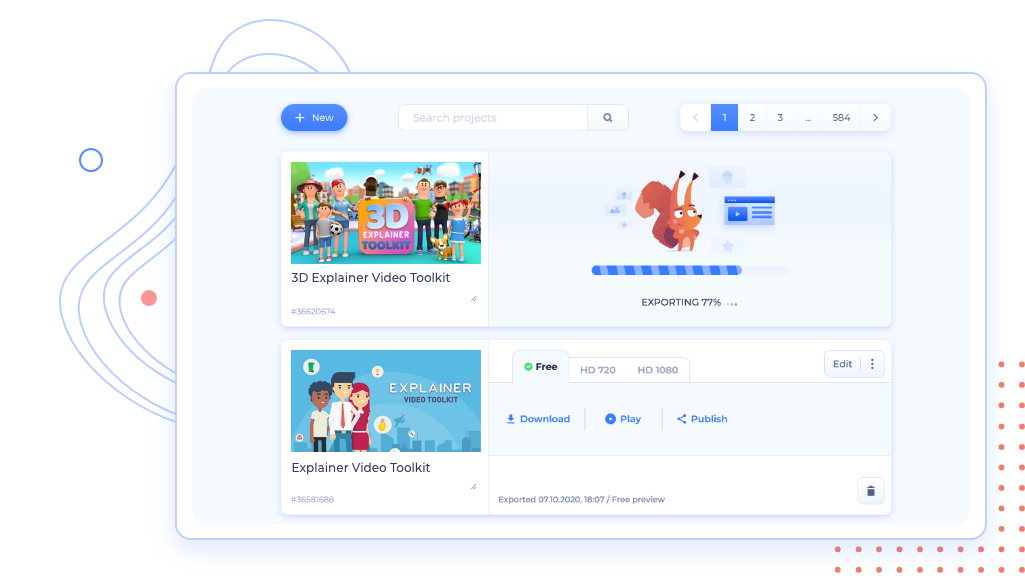 + New
Search projects
1 2 3 ... 584
3D
EXPLAINER
TOOLKIT
3D Explainer Video Toolkit
#36620674
EXPORTING 77% ...
EXPLAINER
VIDEO TOOLKIT
Explainer Video Toolkit
#36581688
Free HD 720 HD 1080
Edit
Download Play Publish
Exported 07.10.2020, 18:07 / Free preview